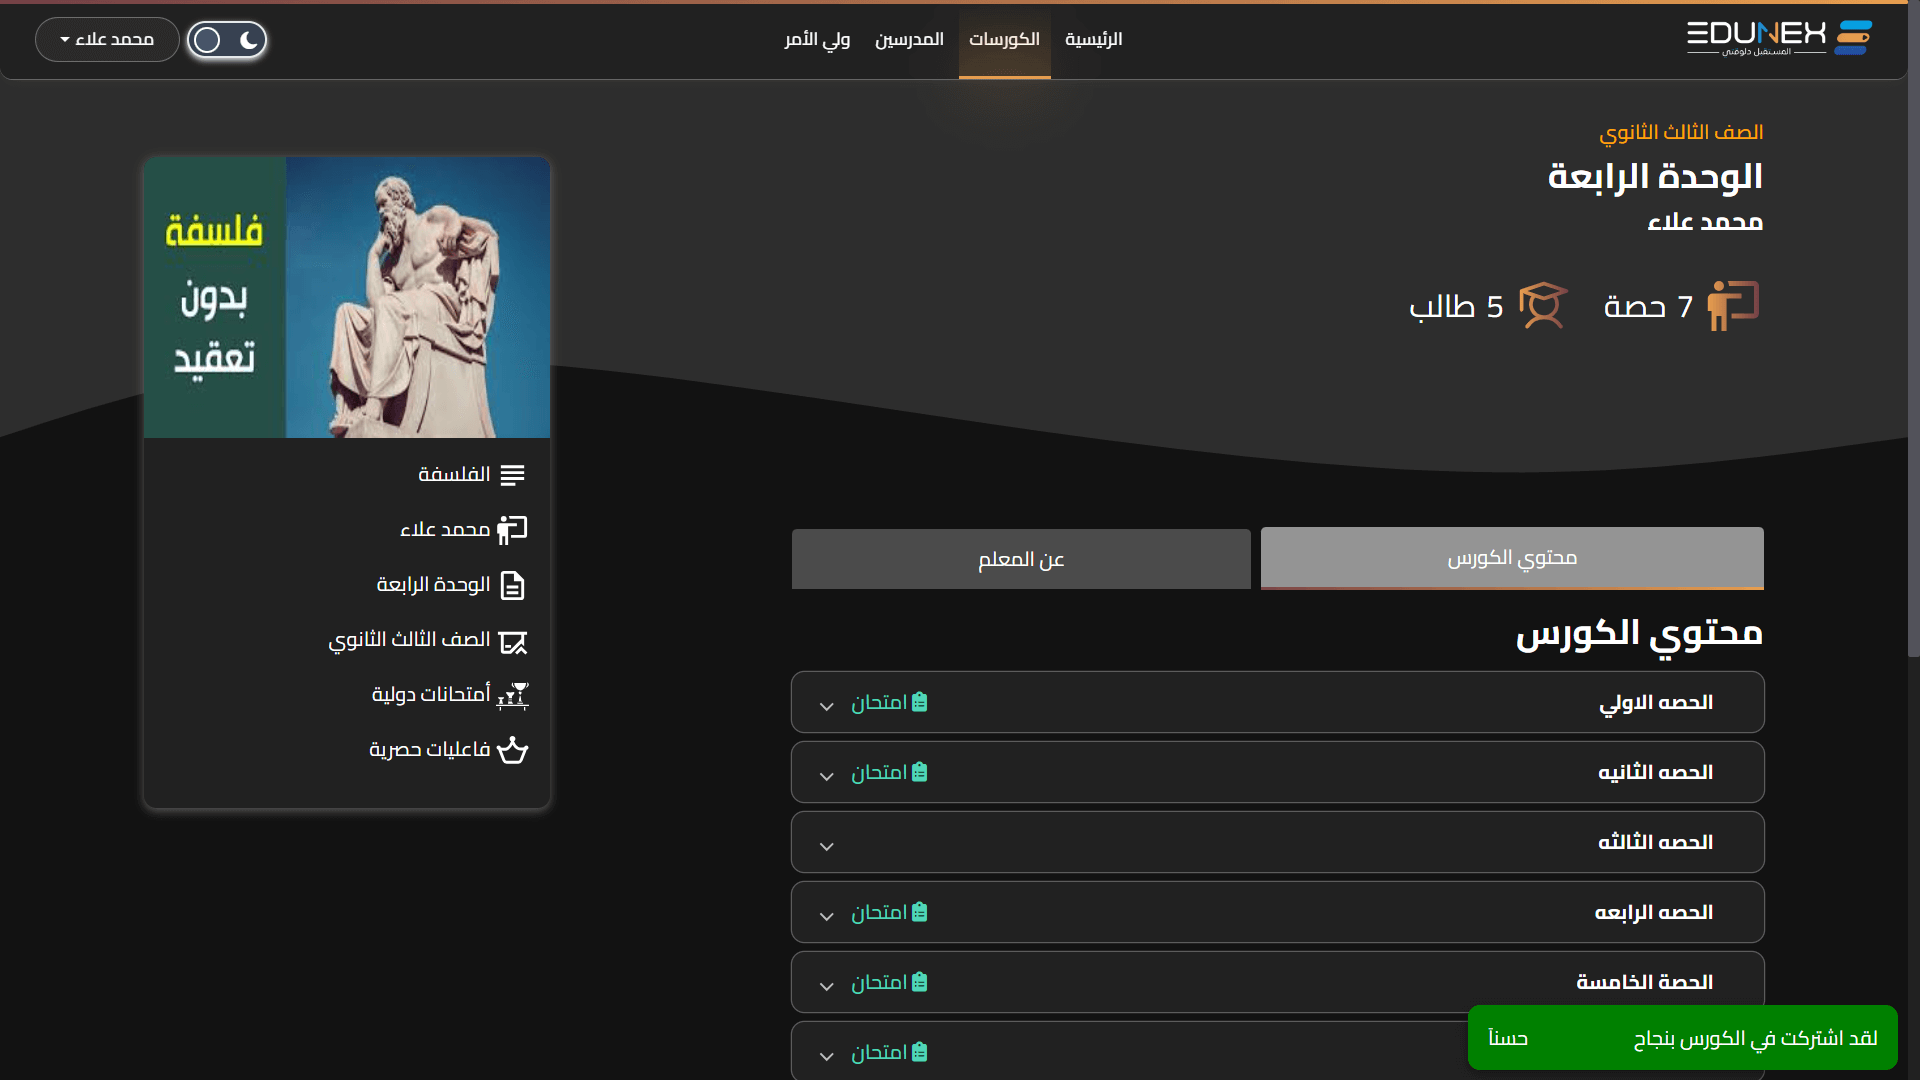 EDUNEX
الرئيسية
الكورسات
المدرسين
ولي الأمر
محمد علاء
الصف الثالث الثانوي
الوحدة الرابعة
محمد علاء
7 حصة
5 طالب
فلسفة
بدون
تعقيد
الفلسفة
محمد علاء
الوحدة الرابعة
الصف الثالث الثانوي
أمتحانات دولية
فاعليات حصرية
محتوي الكورس
عن المعلم
محتوي الكورس
الحصه الاولي
امتحان
الحصه الثانيه
امتحان
الحصه الثالثه
الحصه الرابعه
امتحان
الحصة الخامسة
امتحان
امتحان
لقد اشتركت في الكورس بنجاح
حسناً